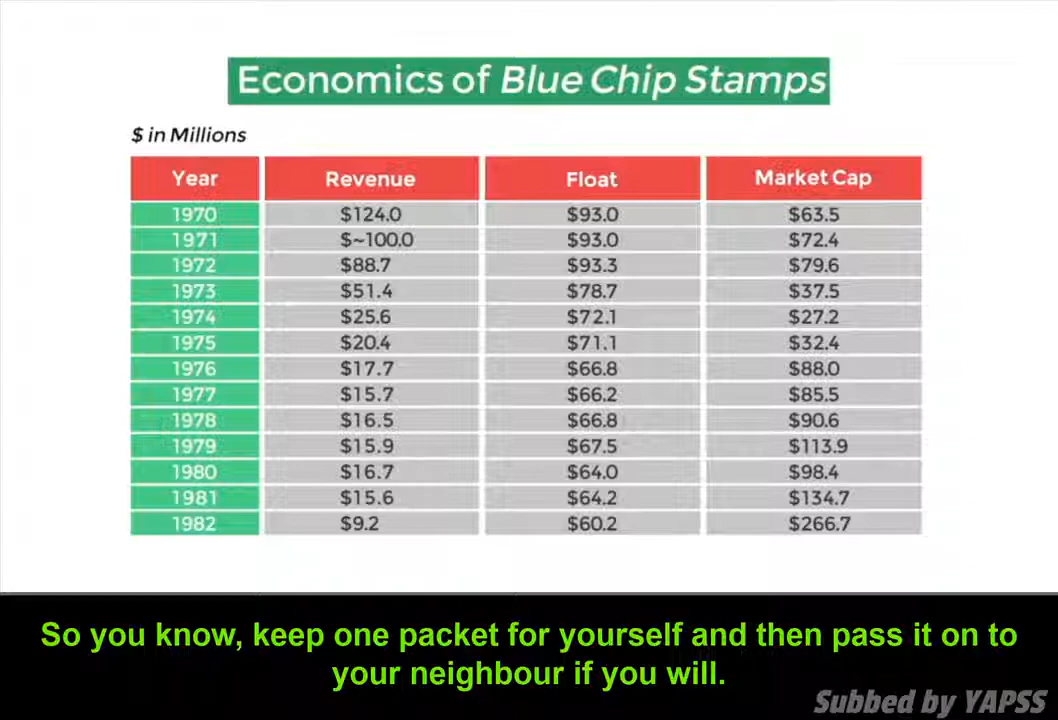 Economics of Blue Chip Stamps
$ in Millions
Year Revenue Float Market Cap
1970 $124.0 $93.0 $63.5
1971 $~100.0 $93.0 $72.4
1972 $88.7 $93.3 $79.6
1973 $51.4 $78.7 $37.5
1974 $25.6 $72.1 $27.2
1975 $20.4 $71.1 $32.4
1976 $17.7 $66.8 $88.0
1977 $15.7 $66.2 $85.5
1978 $16.5 $66.8 $90.6
1979 $15.9 $67.5 $113.9
1980 $16.7 $64.0 $98.4
1981 $15.6 $64.2 $134.7
1982 $9.2 $60.2 $266.7
So you know, keep one packet for yourself and then pass it on to
your neighbour if you will.
Subbed by YAPSS